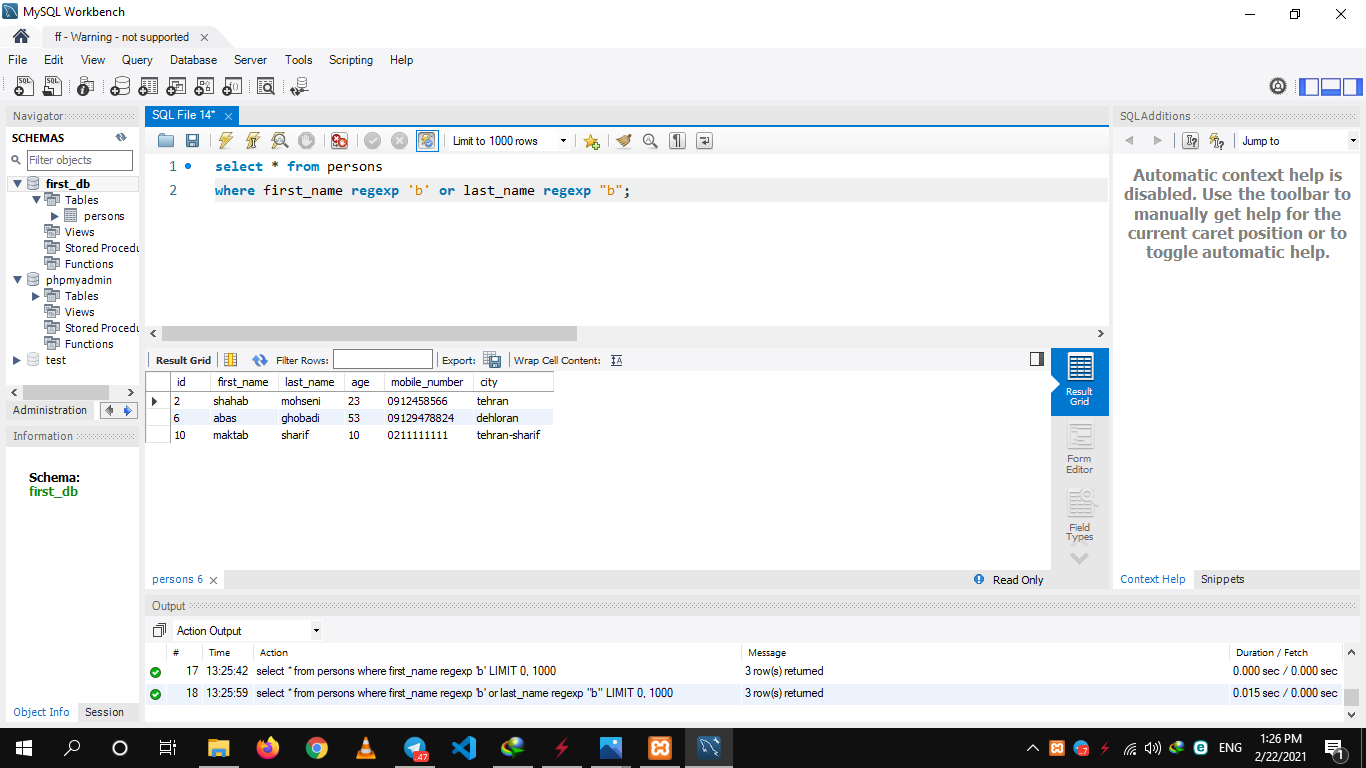 MySQL Workbench
ff - Warning - not supported
File Edit View Query Database Server Tools Scripting Help
Navigator
SCHEMAS
Filter objects
first_db
Tables
persons
Views
Stored Procedu
Functions
phpmyadmin
Tables
Views
Stored Procedu
Functions
test
Administration
Information
Schema:
first_db
Object Info Session
SQL File 14*
Limit to 1000 rows
1 select * from persons
2 where first_name regexp 'b' or last_name regexp "b";
Result Grid Filter Rows: Export: Wrap Cell Content:
id first_name last_name age mobile_number city
2 shahab mohseni 23 0912458566 tehran
6 abas ghobadi 53 09129478824 dehloran
10 maktab sharif 10 0211111111 tehran-sharif
Result
Grid
Form
Editor
Field
Types
persons 6
Read Only
SQLAdditions
Jump to
Automatic context help is
disabled. Use the toolbar to
manually get help for the
current caret position or to
toggle automatic help.
Context Help Snippets
Output
Action Output
# Time Action Message Duration / Fetch
17 13:25:42 select * from persons where first_name regexp 'b' LIMIT 0, 1000 3 row(s) returned 0.000 sec / 0.000 sec
18 13:25:59 select * from persons where first_name regexp 'b' or last_name regexp "b" LIMIT 0, 1000 3 row(s) returned 0.015 sec / 0.000 sec
ENG
1:26 PM
2/22/2021